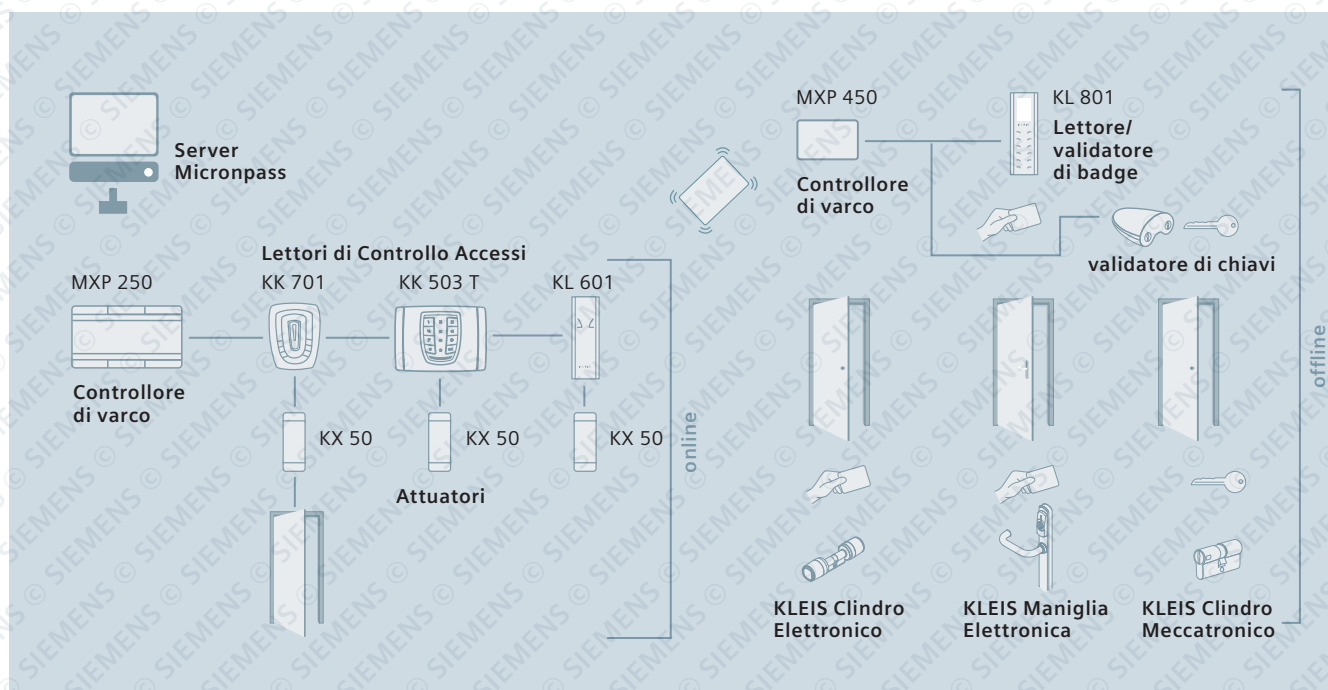 Server
Micronpass
Lettori di Controllo Accessi
MXP 250
KK 701
KK 503 T
KL 601
Controllore
di varco
KX 50
KX 50
KX 50
Attuatori
online
MXP 450
KL 801
Lettore/
validatore
di badge
Controllore
di varco
validatore di chiavi
KLEIS Clindro
Elettronico
KLEIS Maniglia
Elettronica
KLEIS Clindro
Meccatronico
offline
© SIEMENS